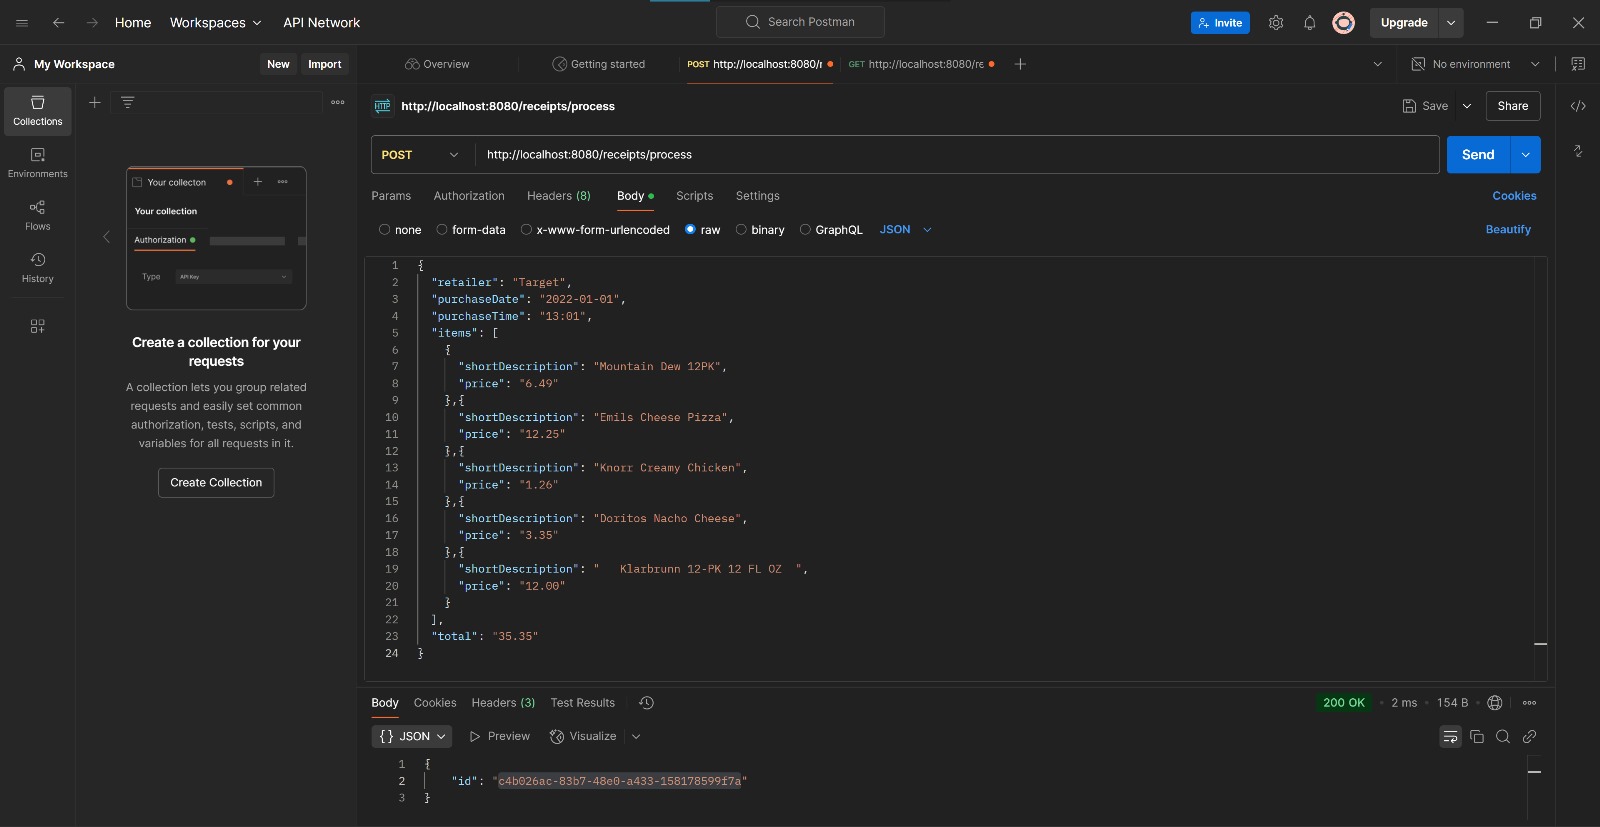 Home Workspaces API Network
Search Postman
Invite
Upgrade
My Workspace
New Import
Overview
Getting started
POST http://localhost:8080/r
GET http://localhost:8080/re
No environment
Collections
Environments
Flows
History
Your collecton
Your collection
Authorization
Type API Key
Create a collection for your
requests
A collection lets you group related
requests and easily set common
authorization, tests, scripts, and
variables for all requests in it.
Create Collection
HTTP http://localhost:8080/receipts/process
Save
Share
POST http://localhost:8080/receipts/process
Send
Params Authorization Headers (8) Body Scripts Settings
Cookies
none form-data x-www-form-urlencoded raw binary GraphQL JSON
Beautify
1 {
2 "retailer": "Target",
3 "purchaseDate": "2022-01-01",
4 "purchaseTime": "13:01",
5 "items": [
6 {
7 "shortDescription": "Mountain Dew 12PK",
8 "price": "6.49"
9 },{
10 "shortDescription": "Emils Cheese Pizza",
11 "price": "12.25"
12 },{
13 "shortDescription": "Knorr Creamy Chicken",
14 "price": "1.26"
15 },{
16 "shortDescription": "Doritos Nacho Cheese",
17 "price": "3.35"
18 },{
19 "shortDescription": "   Klarbrunn 12-PK 12 FL OZ  ",
20 "price": "12.00"
21 }
22 ],
23 "total": "35.35"
24 }
Body Cookies Headers (3) Test Results
200 OK • 2 ms • 154 B •
{} JSON Preview Visualize
1 {
2 "id": "c4b026ac-83b7-48e0-a433-158178599f7a"
3 }